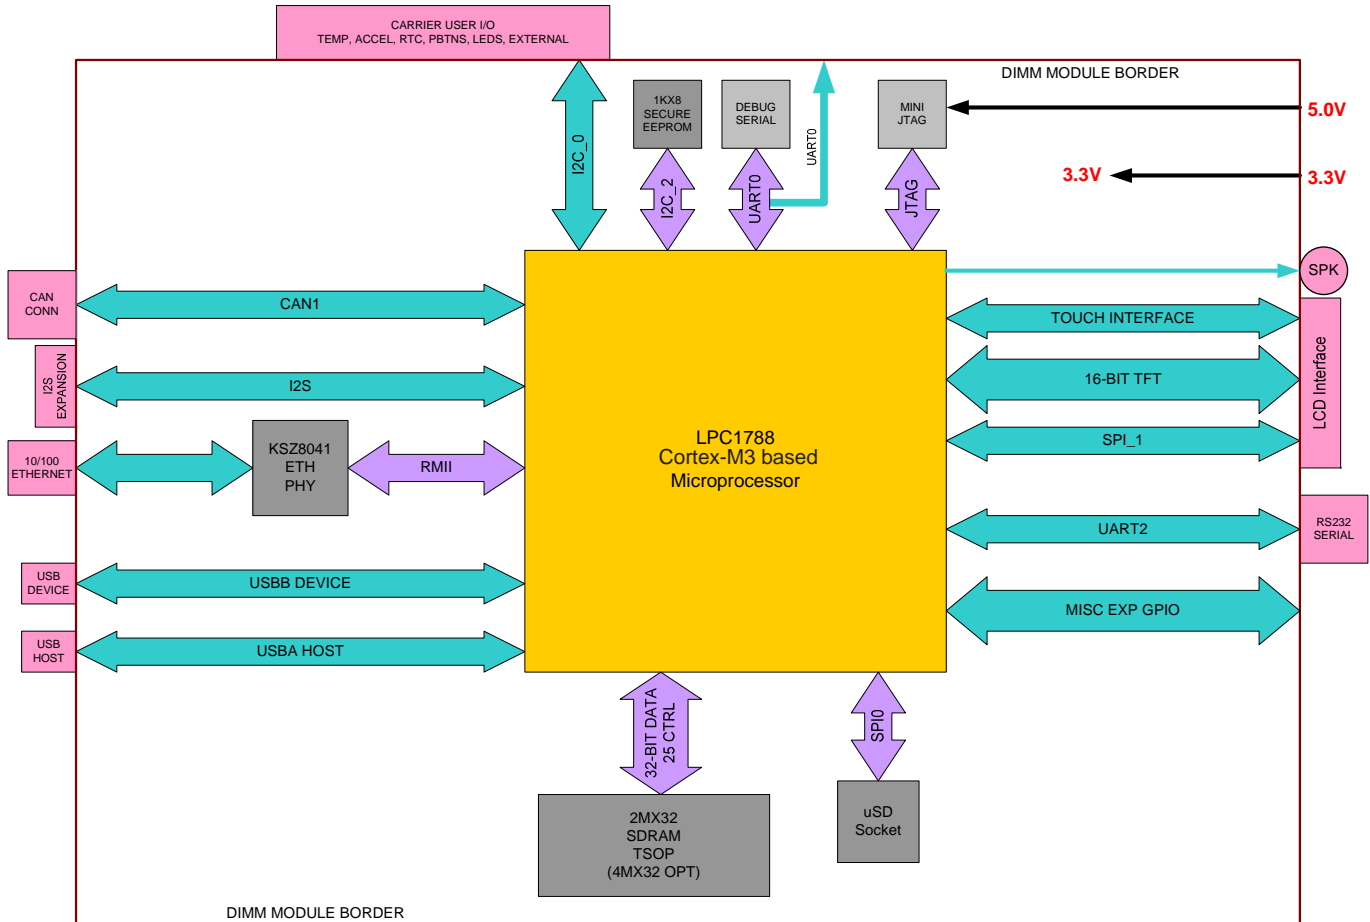 CARRIER USER I/O
TEMP, ACCEL, RTC, PBTNS, LEDS, EXTERNAL
DIMM MODULE BORDER
1KX8
SECURE
EEPROM
DEBUG
SERIAL
MINI
JTAG
5.0V
3.3V
3.3V
I2C_0
I2C_2
UART0
UART0
JTAG
CAN
CONN
CAN1
SPK
TOUCH INTERFACE
I2S
EXPANSION
I2S
16-BIT TFT
LCD Interface
10/100
ETHERNET
KSZ8041
ETH
PHY
RMII
LPC1788
Cortex-M3 based
Microprocessor
SPI_1
UART2
RS232
SERIAL
USB
DEVICE
USBB DEVICE
MISC EXP GPIO
USB
HOST
USBA HOST
32-BIT DATA
25 CTRL
SPI0
2MX32
SDRAM
TSOP
(4MX32 OPT)
uSD
Socket
DIMM MODULE BORDER